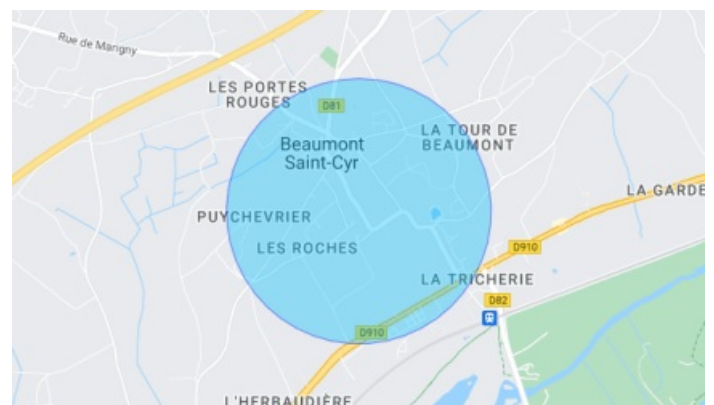 Rue de Marigny
LES PORTES
ROUGES
D81
LA TOUR DE
BEAUMONT
Beaumont
Saint-Cyr
LA GARDE
PUYCHEVRIER
LES ROCHES
D910
LA TRICHERIE
D82
D910
L'HERBAUDIÈRE